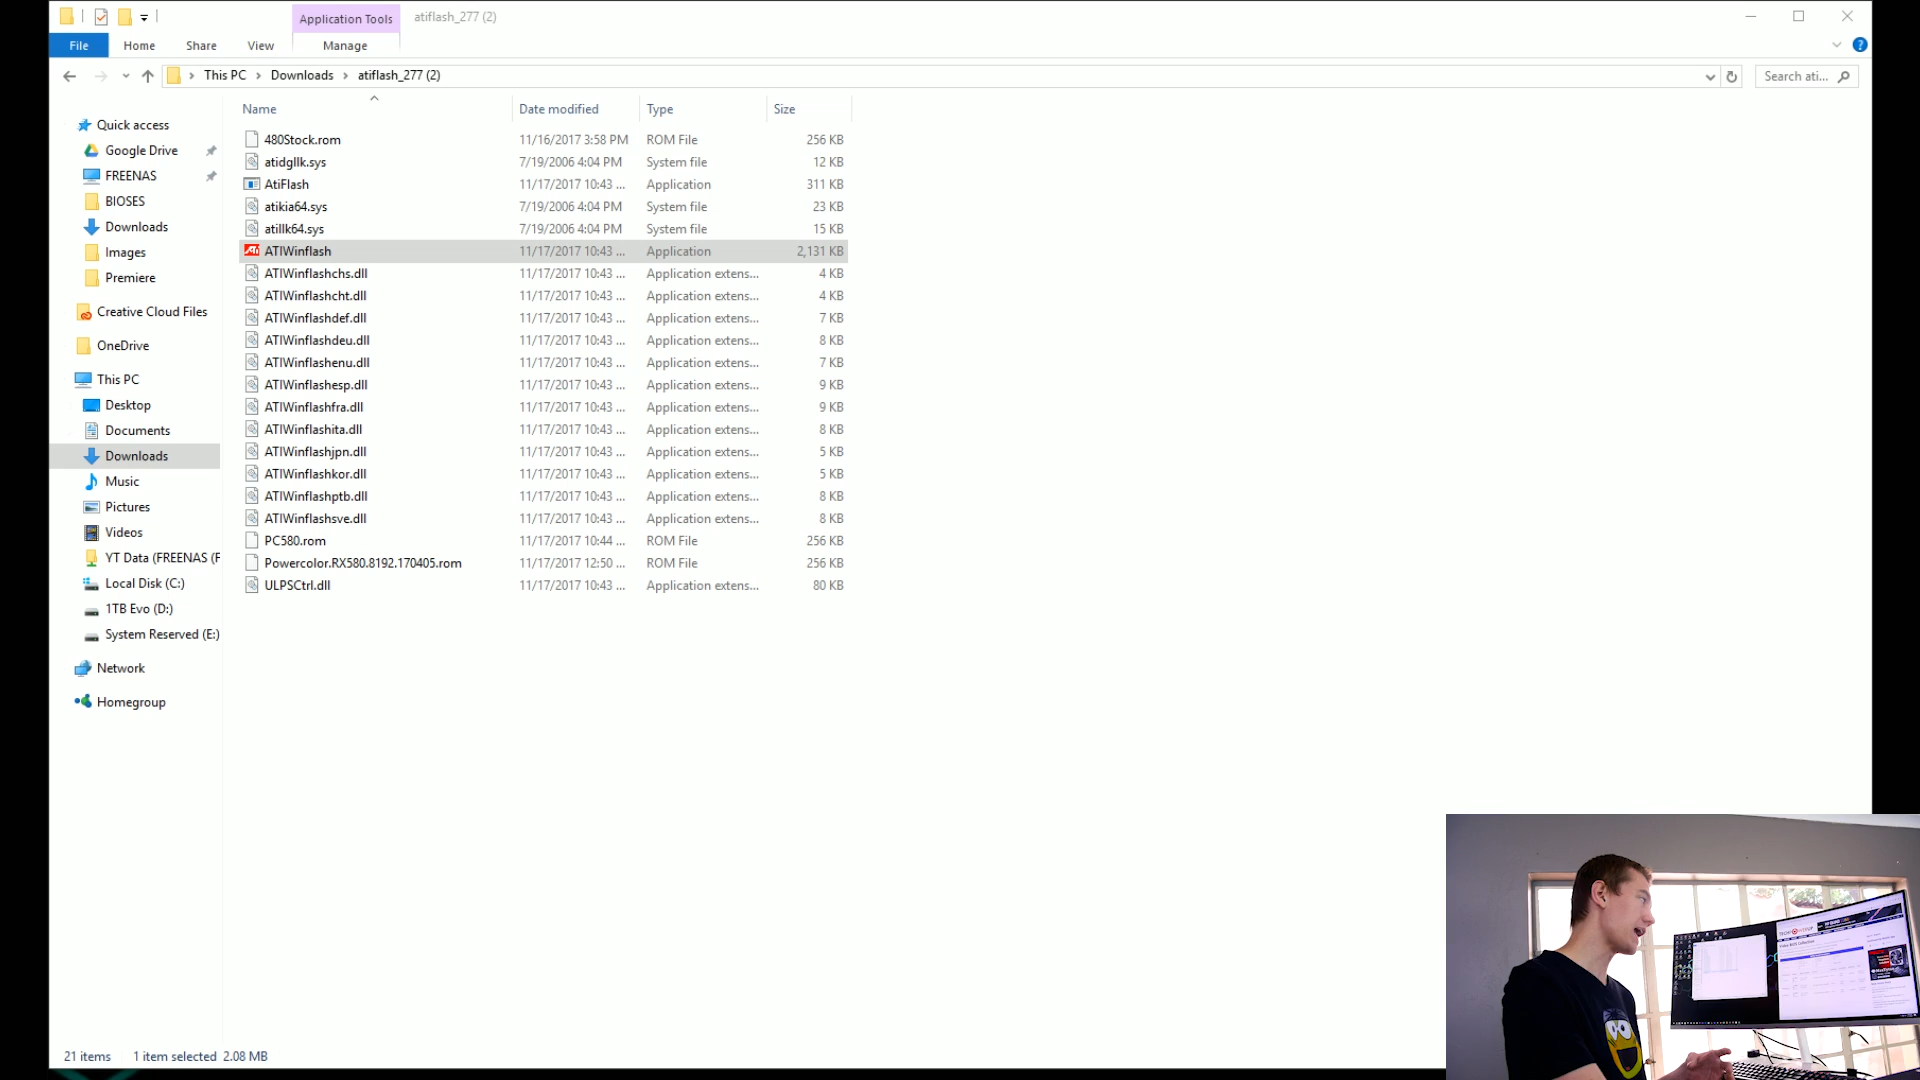 Application Tools atiflash_277 (2)
File Home Share View Manage
This PC Downloads atiflash_277 (2) Search ati...
Name Date modified Type Size
Quick access
Google Drive
FREENAS
BIOSES
Downloads
Images
Premiere
Creative Cloud Files
OneDrive
This PC
Desktop
Documents
Downloads
Music
Pictures
Videos
YT Data (FREENAS (F
Local Disk (C:)
1TB Evo (D:)
System Reserved (E:)
Network
Homegroup
480Stock.rom 11/16/2017 3:58 PM ROM File 256 KB
atidgllk.sys 7/19/2006 4:04 PM System file 12 KB
AtiFlash 11/17/2017 10:43 ... Application 311 KB
atikia64.sys 7/19/2006 4:04 PM System file 23 KB
atillk64.sys 7/19/2006 4:04 PM System file 15 KB
ATIWinflash 11/17/2017 10:43 ... Application 2,131 KB
ATIWinflashchs.dll 11/17/2017 10:43 ... Application extens... 4 KB
ATIWinflashcht.dll 11/17/2017 10:43 ... Application extens... 4 KB
ATIWinflashdef.dll 11/17/2017 10:43 ... Application extens... 7 KB
ATIWinflashdeu.dll 11/17/2017 10:43 ... Application extens... 8 KB
ATIWinflashenu.dll 11/17/2017 10:43 ... Application extens... 7 KB
ATIWinflashesp.dll 11/17/2017 10:43 ... Application extens... 9 KB
ATIWinflashfra.dll 11/17/2017 10:43 ... Application extens... 9 KB
ATIWinflashita.dll 11/17/2017 10:43 ... Application extens... 8 KB
ATIWinflashjpn.dll 11/17/2017 10:43 ... Application extens... 5 KB
ATIWinflashkor.dll 11/17/2017 10:43 ... Application extens... 5 KB
ATIWinflashptb.dll 11/17/2017 10:43 ... Application extens... 8 KB
ATIWinflashsve.dll 11/17/2017 10:43 ... Application extens... 8 KB
PC580.rom 11/17/2017 10:44 ... ROM File 256 KB
Powercolor.RX580.8192.170405.rom 11/17/2017 12:50 ... ROM File 256 KB
ULPSCtrl.dll 11/17/2017 10:43 ... Application extens... 80 KB
21 items 1 item selected 2.08 MB